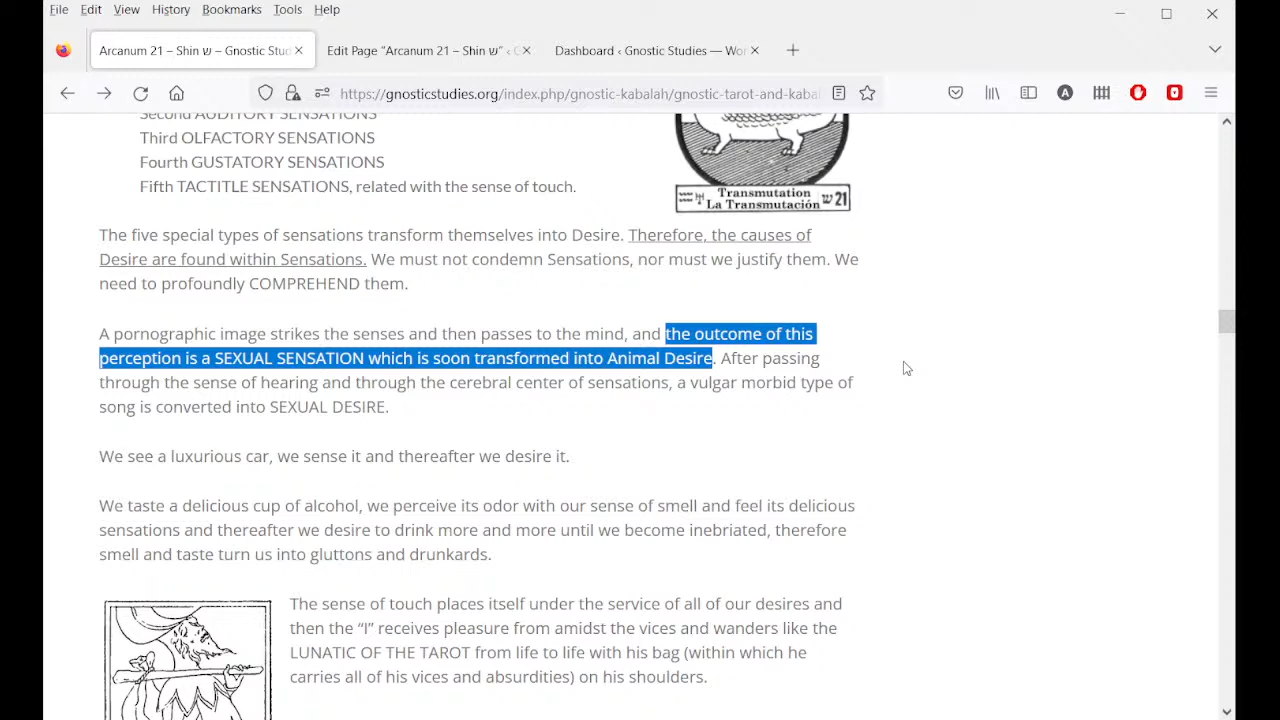 File Edit View History Bookmarks Tools Help
Arcanum 21 – Shin ש – Gnostic Stud
Edit Page “Arcanum 21 – Shin ש” ‹ G
Dashboard ‹ Gnostic Studies — Wor
https://gnosticstudies.org/index.php/gnostic-kabalah/gnostic-tarot-and-kabal
Second AUDITORY SENSATIONS
Third OLFACTORY SENSATIONS
Fourth GUSTATORY SENSATIONS
Fifth TACTITLE SENSATIONS, related with the sense of touch.
Transmutation
La Transmutación
ש 21
The five special types of sensations transform themselves into Desire. Therefore, the causes of
Desire are found within Sensations. We must not condemn Sensations, nor must we justify them. We
need to profoundly COMPREHEND them.
A pornographic image strikes the senses and then passes to the mind, and the outcome of this
perception is a SEXUAL SENSATION which is soon transformed into Animal Desire. After passing
through the sense of hearing and through the cerebral center of sensations, a vulgar morbid type of
song is converted into SEXUAL DESIRE.
We see a luxurious car, we sense it and thereafter we desire it.
We taste a delicious cup of alcohol, we perceive its odor with our sense of smell and feel its delicious
sensations and thereafter we desire to drink more and more until we become inebriated, therefore
smell and taste turn us into gluttons and drunkards.
The sense of touch places itself under the service of all of our desires and
then the “I” receives pleasure from amidst the vices and wanders like the
LUNATIC OF THE TAROT from life to life with his bag (within which he
carries all of his vices and absurdities) on his shoulders.